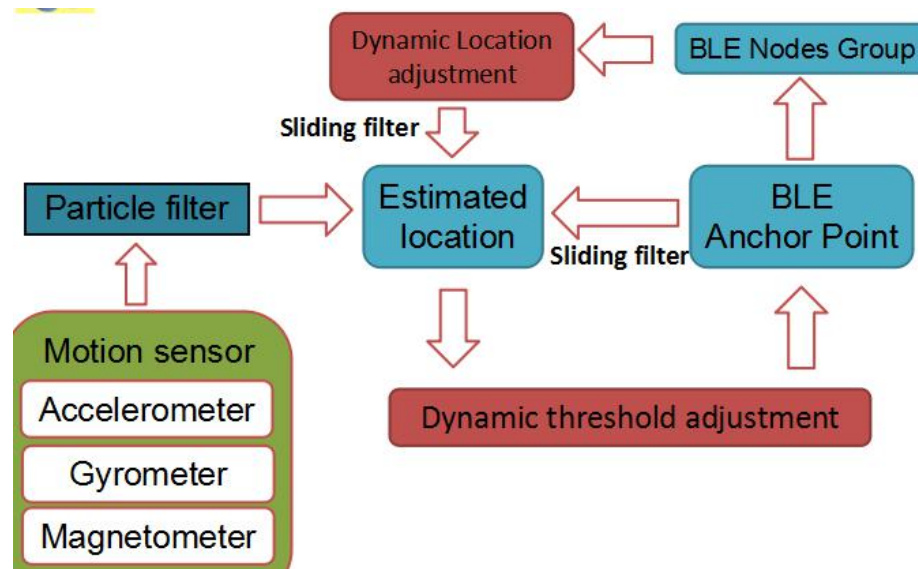 Dynamic Location
adjustment
BLE Nodes Group
Sliding filter
Particle filter
Estimated
location
BLE
Anchor Point
Sliding filter
Motion sensor
Accelerometer
Gyrometer
Magnetometer
Dynamic threshold adjustment